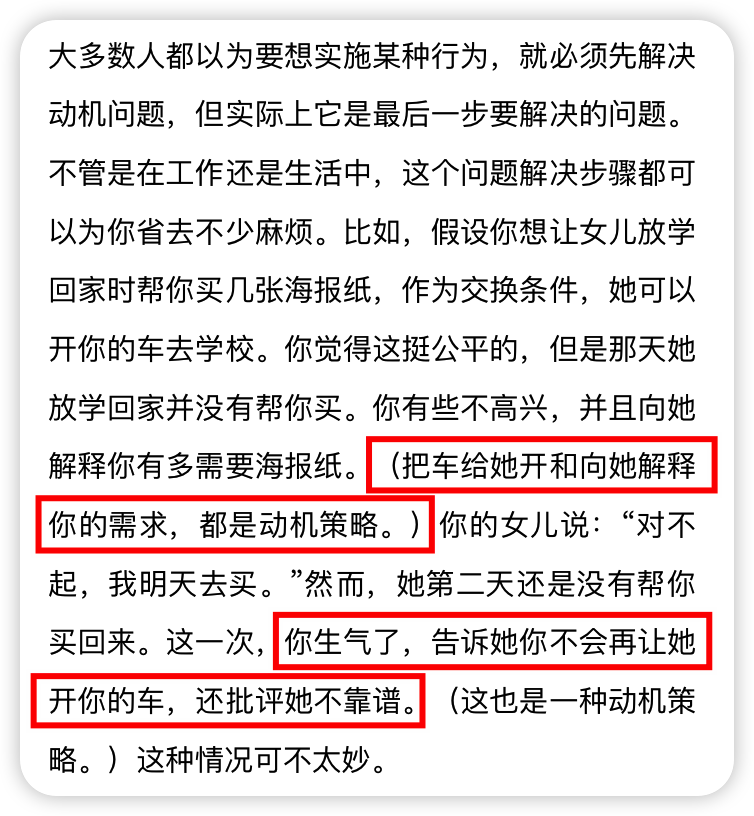 大多数人都以为要想实施某种行为，就必须先解决
动机问题，但实际上它是最后一步要解决的问题。
不管是在工作还是生活中，这个问题解决步骤都可
以为你省去不少麻烦。比如，假设你想让女儿放学
回家时帮你买几张海报纸，作为交换条件，她可以
开你的车去学校。你觉得这挺公平的，但是那天她
放学回家并没有帮你买。你有些不高兴，并且向她
解释你有多需要海报纸。（把车给她开和向她解释
你的需求，都是动机策略。）你的女儿说：“对不
起，我明天去买。”然而，她第二天还是没有帮你
买回来。这一次，你生气了，告诉她你不会再让她
开你的车，还批评她不靠谱。（这也是一种动机策
略。）这种情况可不太妙。